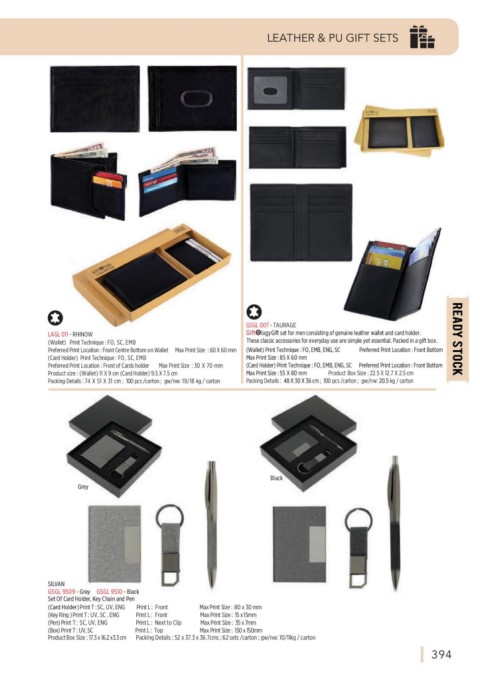 LEATHER & PU GIFT SETS
LAGL 011 - RHINOW
(Wallet) Print Technique : FO, SC, EMB
Preferred Print Location : Front Centre Bottom on Wallet Max Print Size : 60 X 60 mm
(Card Holder) Print Technique : FO, SC, EMB
Preferred Print Location : Front of Cards holder Max Print Size : 30 X 70 mm
Product size : (Wallet) 11 X 9 cm (Card Holder) 9.5 X 7.5 cm
Packing Details : 74 X 51 X 31 cm ; 100 pcs /carton ; gw/nw: 19/18 kg / carton
GSGL 007 - TAURAGE
GiftologyGift set for men consisting of genuine leather wallet and card holder.
These classic accessories for everyday use are simple yet essential. Packed in a gift box.
(Wallet) Print Technique : FO, EMB, ENG, SC Preferred Print Location : Front Bottom
Max Print Size : 85 X 60 mm
(Card Holder) Print Technique : FO, EMB, ENG, SC Preferred Print Location : Front Bottom
Max Print Size : 55 X 80 mm Product Box Size : 22.5 X 12.7 X 2.5 cm
Packing Details : 48 X 30 X 36 cm ; 100 pcs /carton ; gw/nw: 20.5 kg / carton
READY STOCK
Grey
Black
SILVAN
GSGL 9509 - Grey GSGL 9510 - Black
Set Of Card Holder, Key Chain and Pen
(Card Holder) Print T : SC, UV, ENG Print L : Front Max Print Size : 80 x 30 mm
(Key Ring ) Print T : UV, SC , ENG Print L : Front Max Print Size : 15 x 15mm
(Pen) Print T : SC, UV, ENG Print L : Next to Clip Max Print Size : 35 x 7mm
(Box) Print T : UV, SC Print L : Top Max Print Size : 150 x 150mm
Product Box Size : 17.3 x 16.2 x3.3 cm Packing Details : 52 x 37.3 x 36.7cms ; 62 sets /carton ; gw/nw: 10/11kg / carton
394